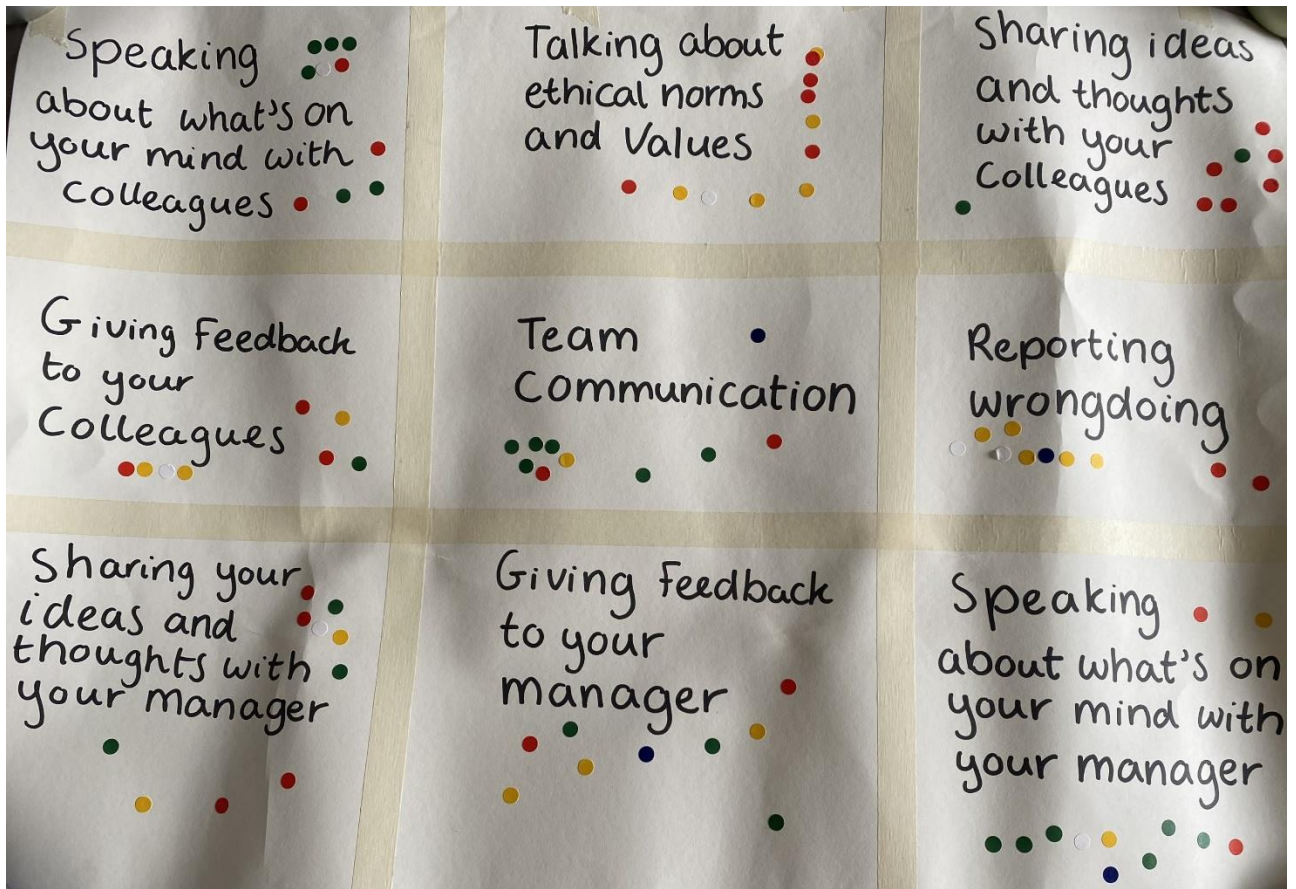 Speaking
about what's on
your mind with
colleagues
Talking about
ethical norms
and Values
Sharing ideas
and thoughts
with your
Colleagues
Giving Feedback
to your
Colleagues
Team
Communication
Reporting
wrongdoing
Sharing your
ideas and
thoughts with
your manager
Giving Feedback
to your
manager
Speaking
about what's on
your mind with
your manager